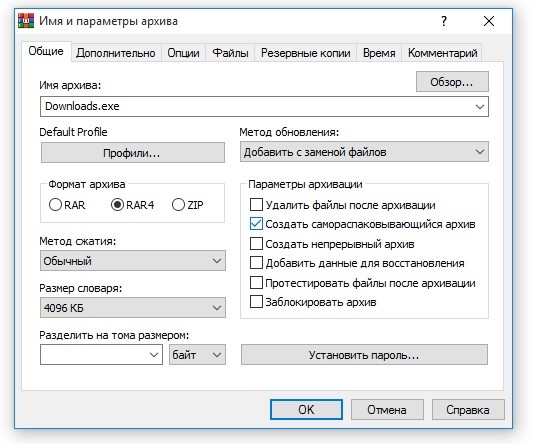 Имя и параметры архива
?
Общие Дополнительно Опции Файлы Резервные копии Время Комментарий
Имя архива:
Обзор...
Downloads.exe
Default Profile
Профили...
Метод обновления:
Добавить с заменой файлов
Формат архива
RAR RAR4 ZIP
Метод сжатия:
Обычный
Размер словаря:
4096 КБ
Параметры архивации
Удалить файлы после архивации
Создать самораспаковывающийся архив
Создать непрерывный архив
Добавить данные для восстановления
Протестировать файлы после архивации
Заблокировать архив
Разделить на тома размером:
байт
Установить пароль...
OK Отмена Справка